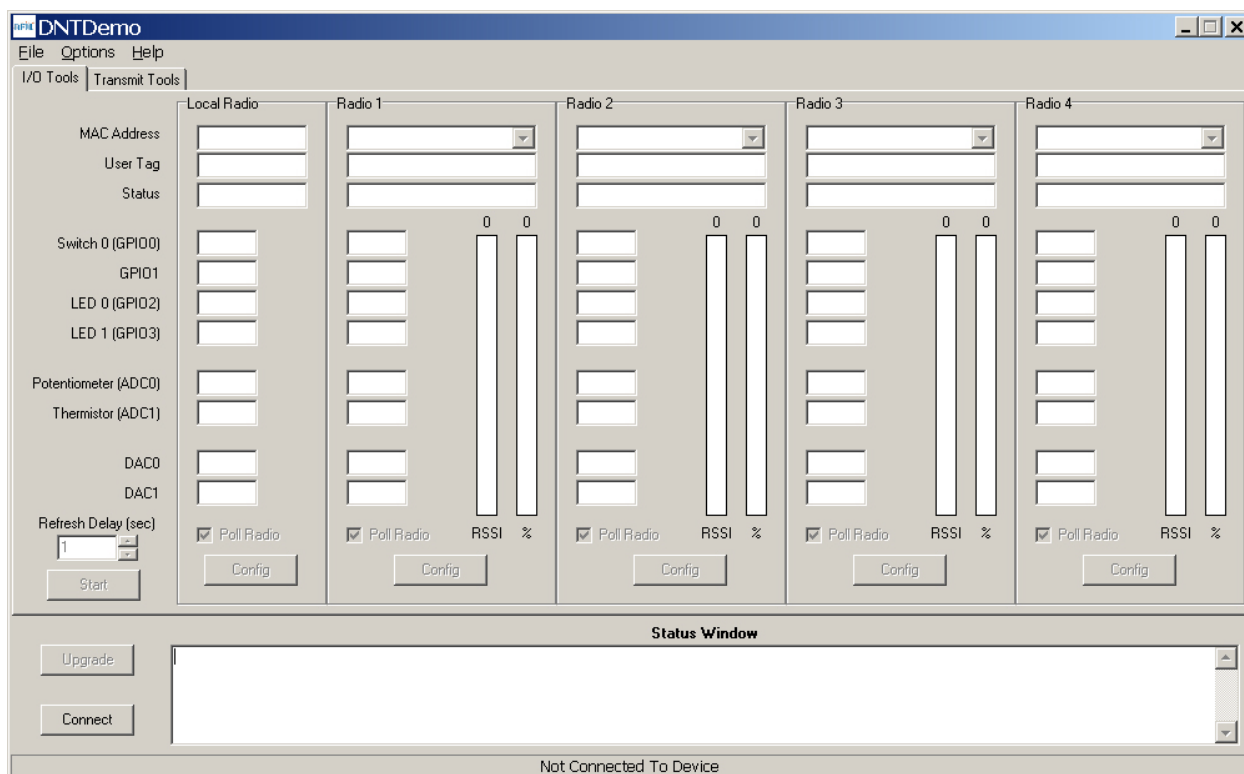 DNTDemo
File Options Help
I/O Tools Transmit Tools
Local Radio Radio 1 Radio 2 Radio 3 Radio 4
MAC Address
User Tag
Status
0 0 0 0 0 0 0 0
Switch 0 (GPIO0)
GPIO1
LED 0 (GPIO2)
LED 1 (GPIO3)
Potentiometer (ADC0)
Thermistor (ADC1)
DAC0
DAC1
Refresh Delay (sec)
1
Poll Radio Poll Radio RSSI % Poll Radio RSSI % Poll Radio RSSI % Poll Radio RSSI %
Start Config Config Config Config Config
Status Window
Upgrade
Connect
Not Connected To Device